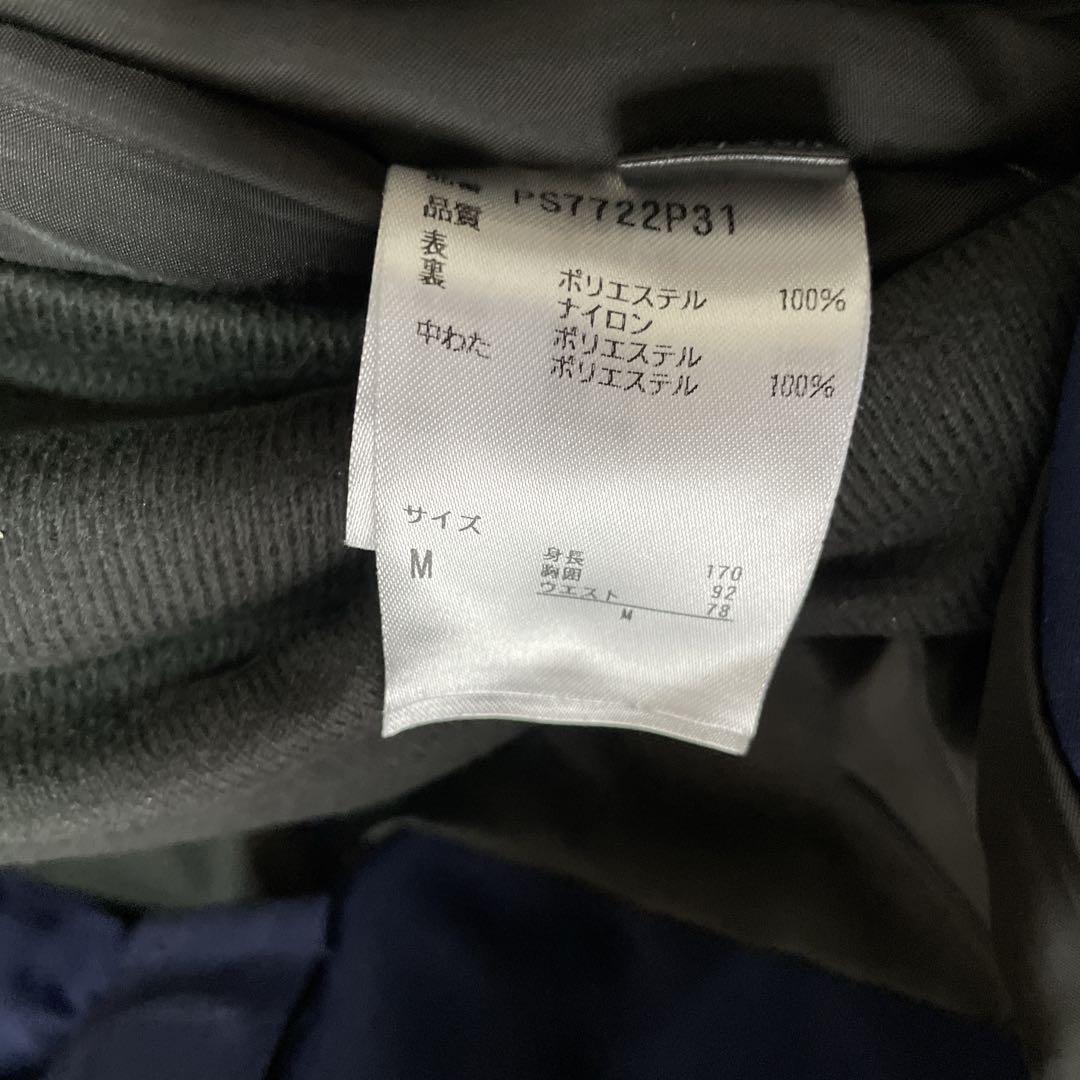 品番 PS7722P31
品質
表 ポリエステル 100%
裏 ナイロン
ポリエステル
中わた ポリエステル 100%
サイズ
M
身長 170
胸囲 92
ウエスト 78
M